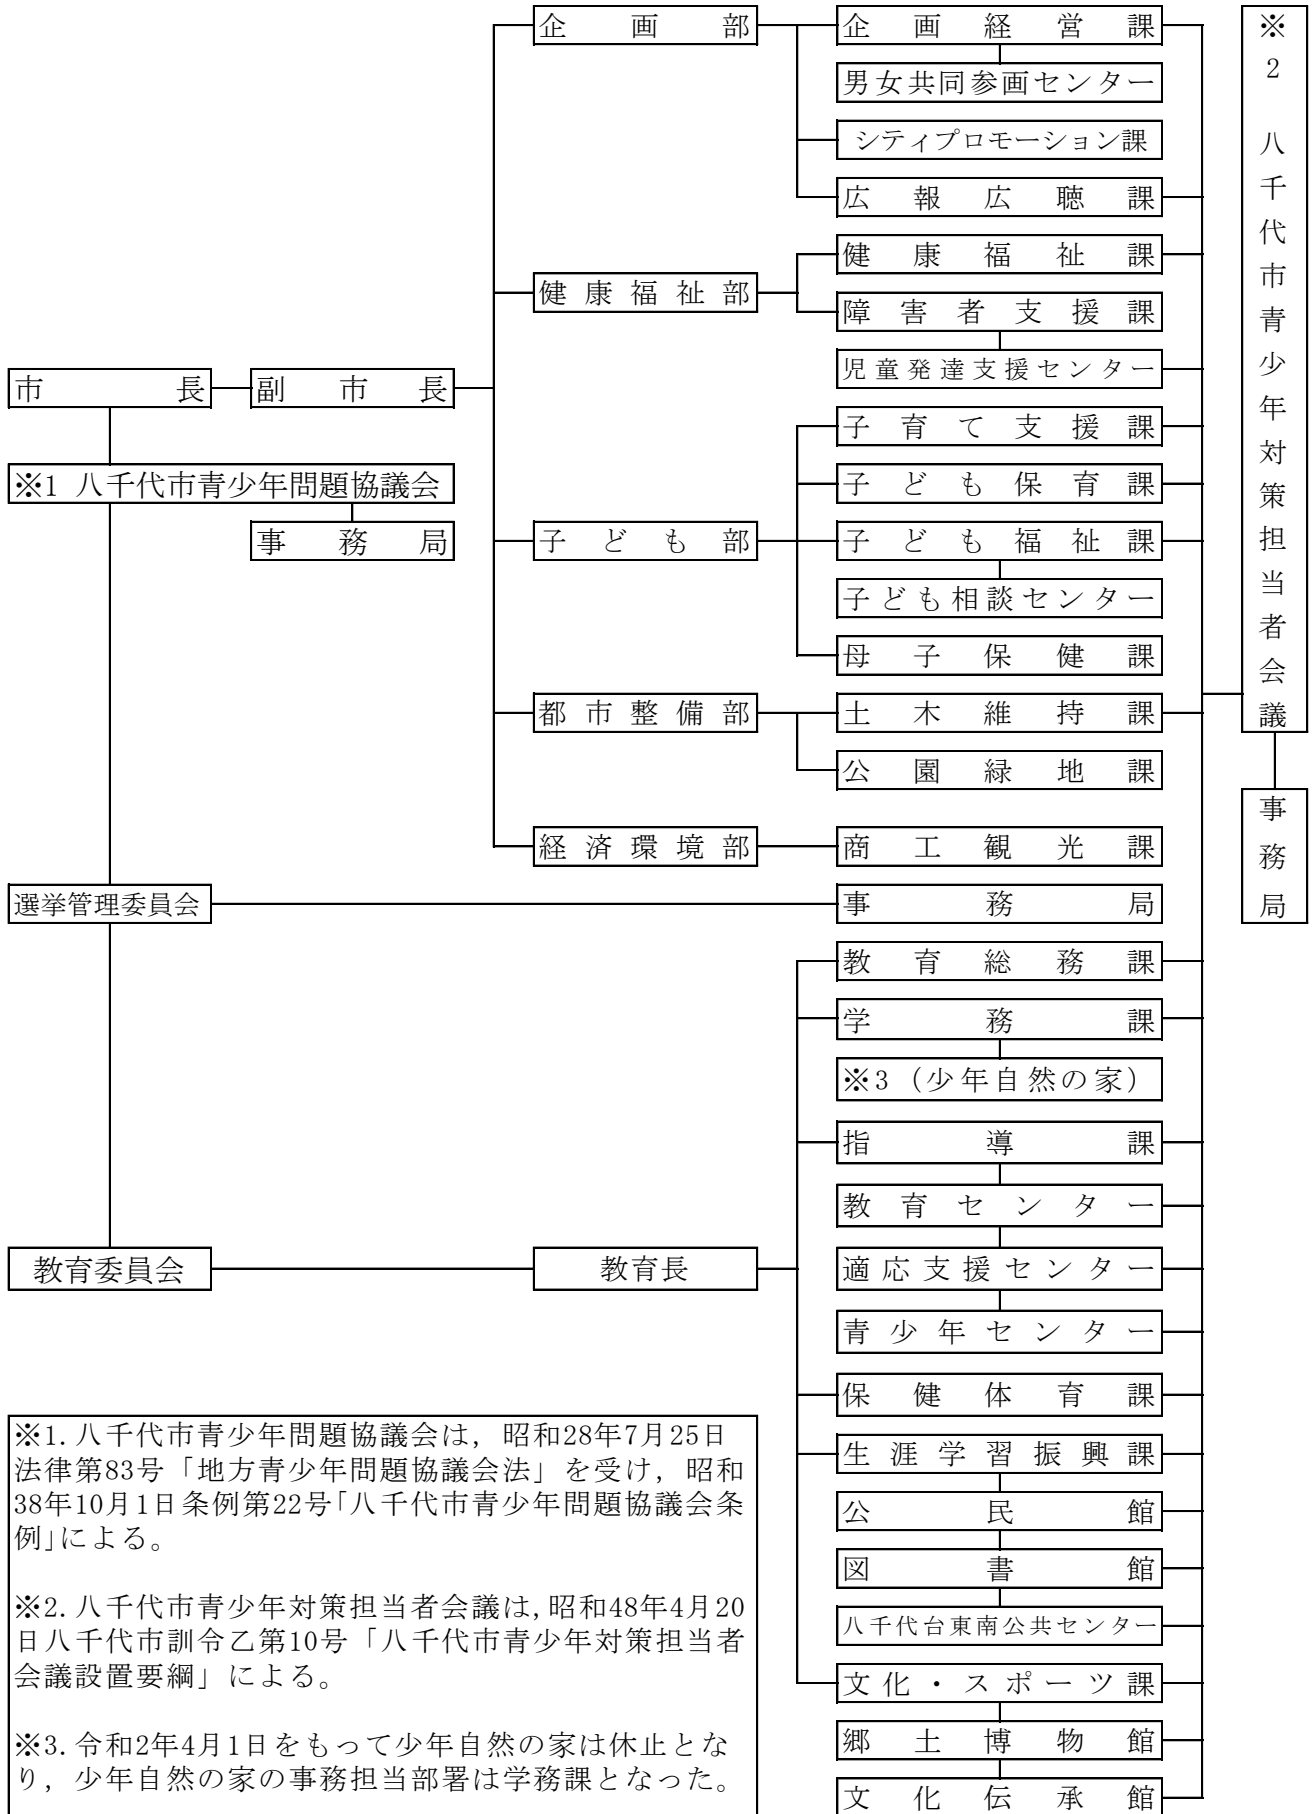 企画部
企画経営課
男女共同参画センター
シティプロモーション課
広報広聴課
健康福祉部
健康福祉課
障害者支援課
児童発達支援センター
市長
副市長
※1 八千代市青少年問題協議会
事務局
子ども部
子育て支援課
子ども保育課
子ども福祉課
子ども相談センター
母子保健課
都市整備部
土木維持課
公園緑地課
経済環境部
商工観光課
選挙管理委員会
事務局
教育委員会
教育長
教育総務課
学務課
※3（少年自然の家）
指導課
教育センター
適応支援センター
青少年センター
保健体育課
生涯学習振興課
公民館
図書館
八千代台東南公共センター
文化・スポーツ課
郷土博物館
文化伝承館
※2 八千代市青少年対策担当者会議
事務局
※1.八千代市青少年問題協議会は，昭和28年7月25日
法律第83号「地方青少年問題協議会法」を受け，昭和
38年10月1日条例第22号「八千代市青少年問題協議会条
例」による。
※2.八千代市青少年対策担当者会議は,昭和48年4月20
日八千代市訓令乙第10号「八千代市青少年対策担当者
会議設置要綱」による。
※3.令和2年4月1日をもって少年自然の家は休止とな
り，少年自然の家の事務担当部署は学務課となった。